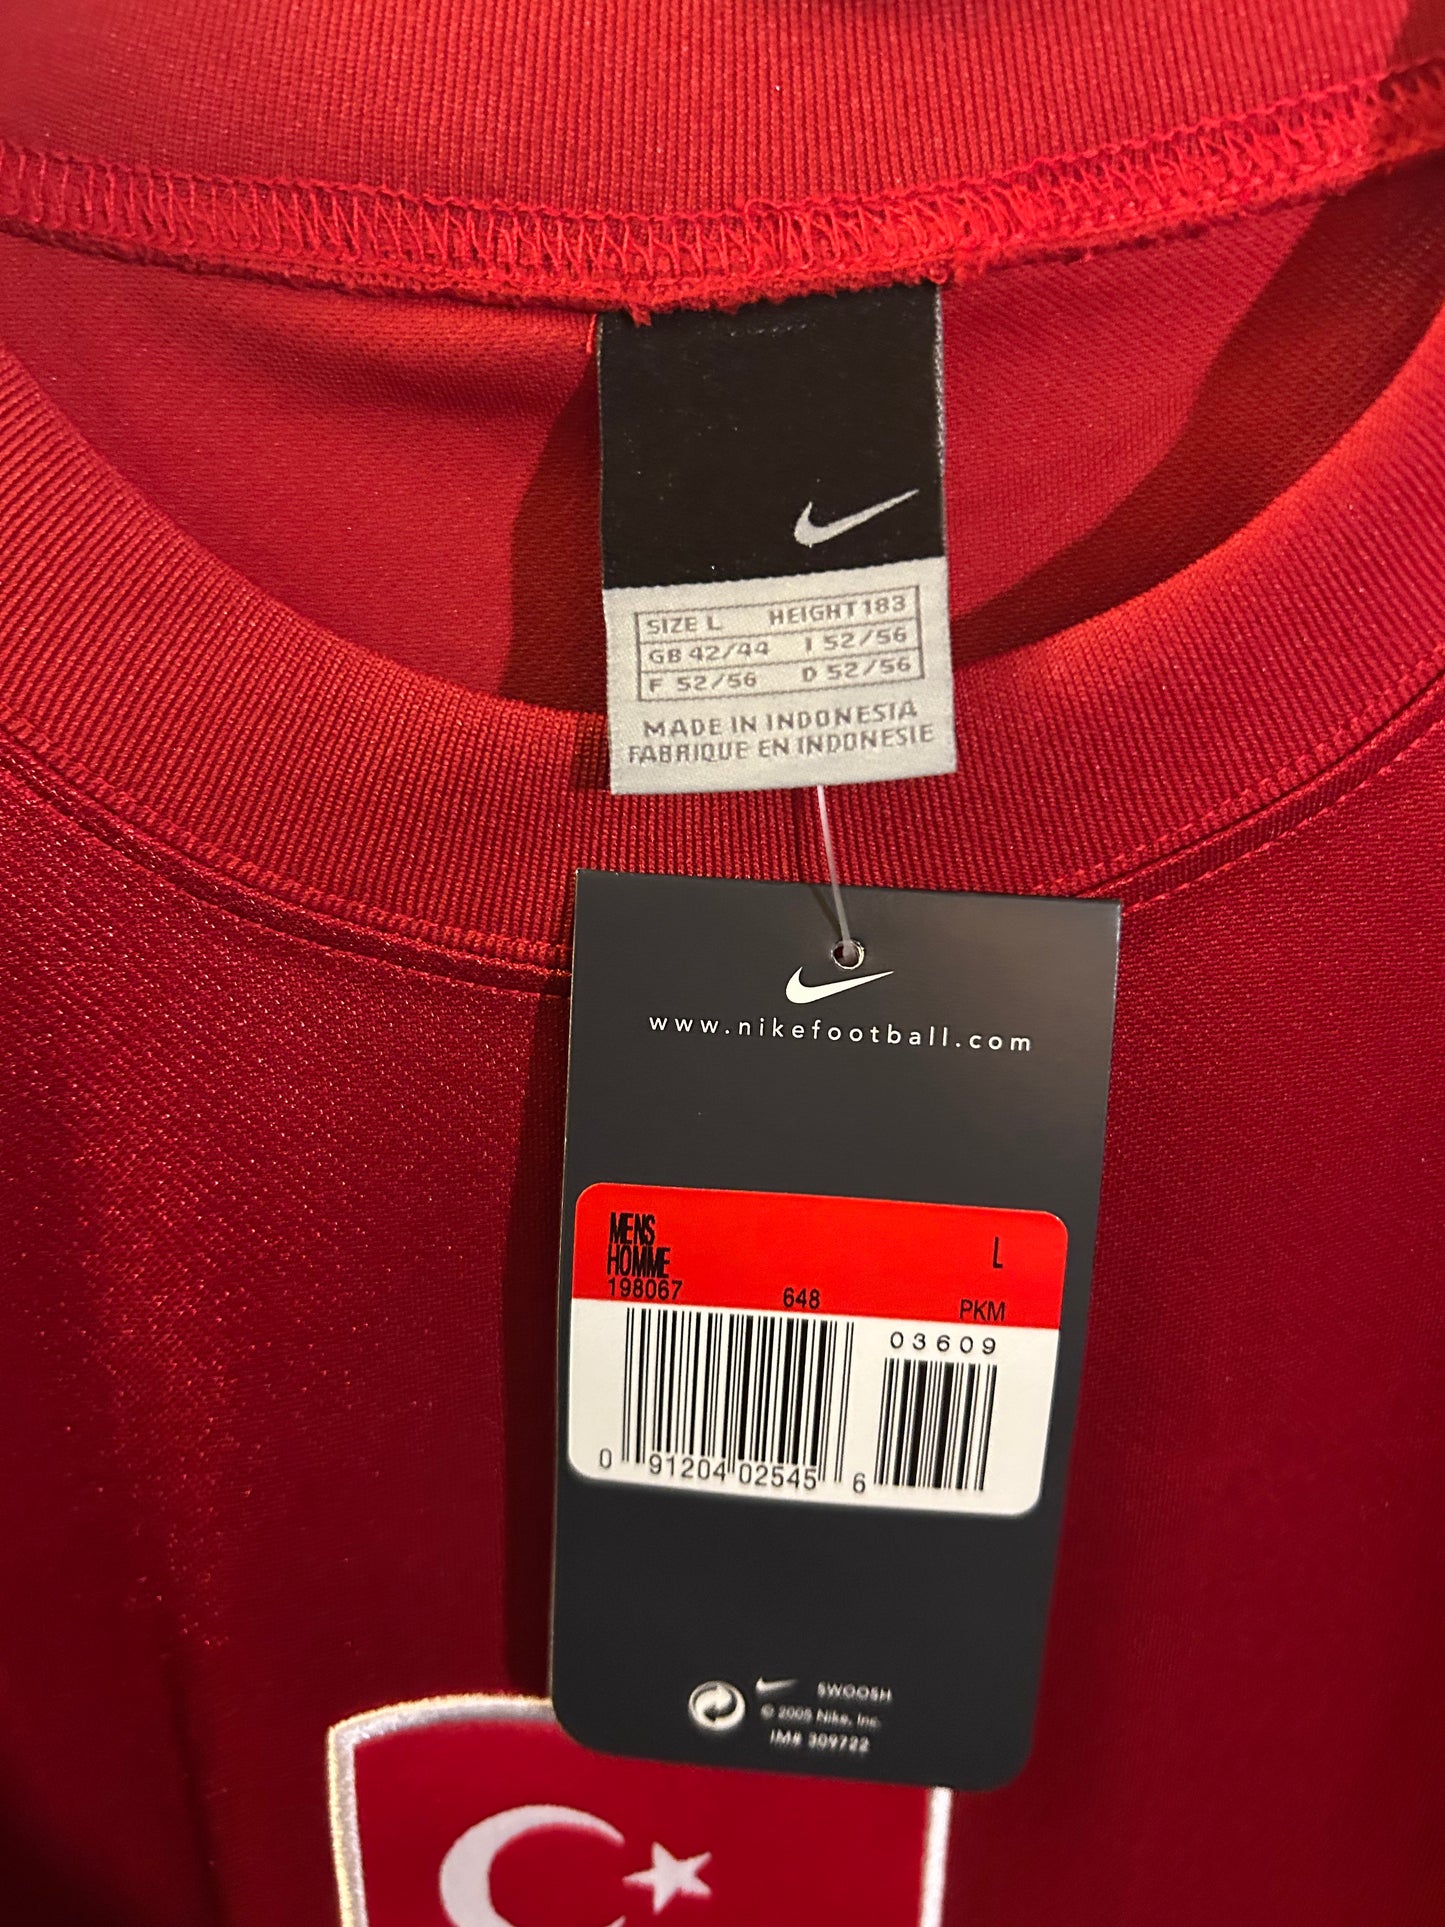 SIZE L HEIGHT 183
GB 42/44 I 52/56
F 52/56 D 52/56
MADE IN INDONESIA
FABRIQUE EN INDONESIE
www.nikefootball.com
MENS L
HOMME
198067 648 PKM
03609
0 91204 02545 6
SWOOSH
© 2005 Nike, Inc.
IM# 309722